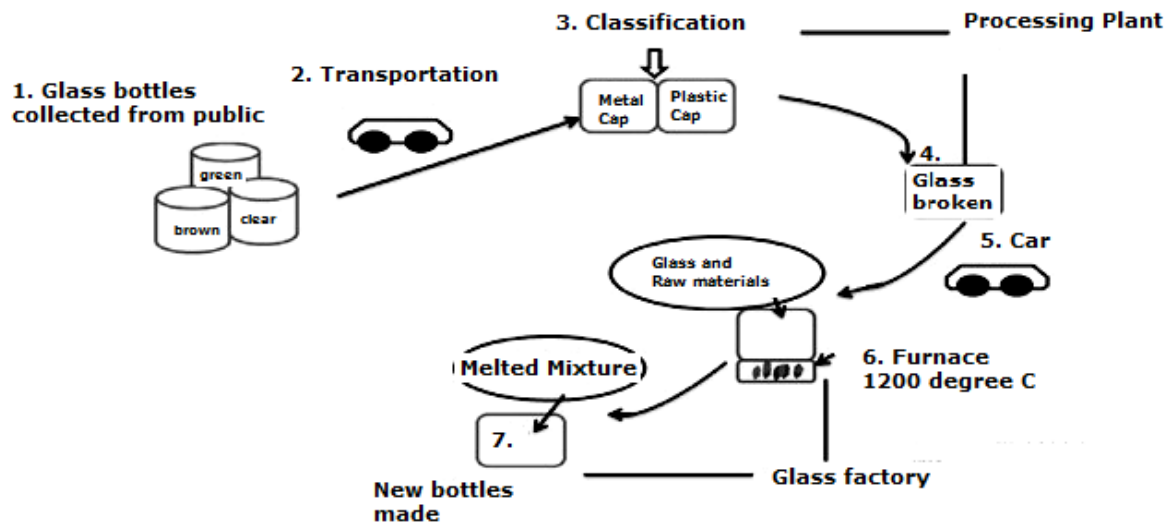 3. Classification
Processing Plant
2. Transportation
1. Glass bottles
collected from public
Metal
Cap
Plastic
Cap
green
brown
clear
4.
Glass
broken
5. Car
Glass and
Raw materials
Melted Mixture
6. Furnace
1200 degree C
7.
Glass factory
New bottles
made